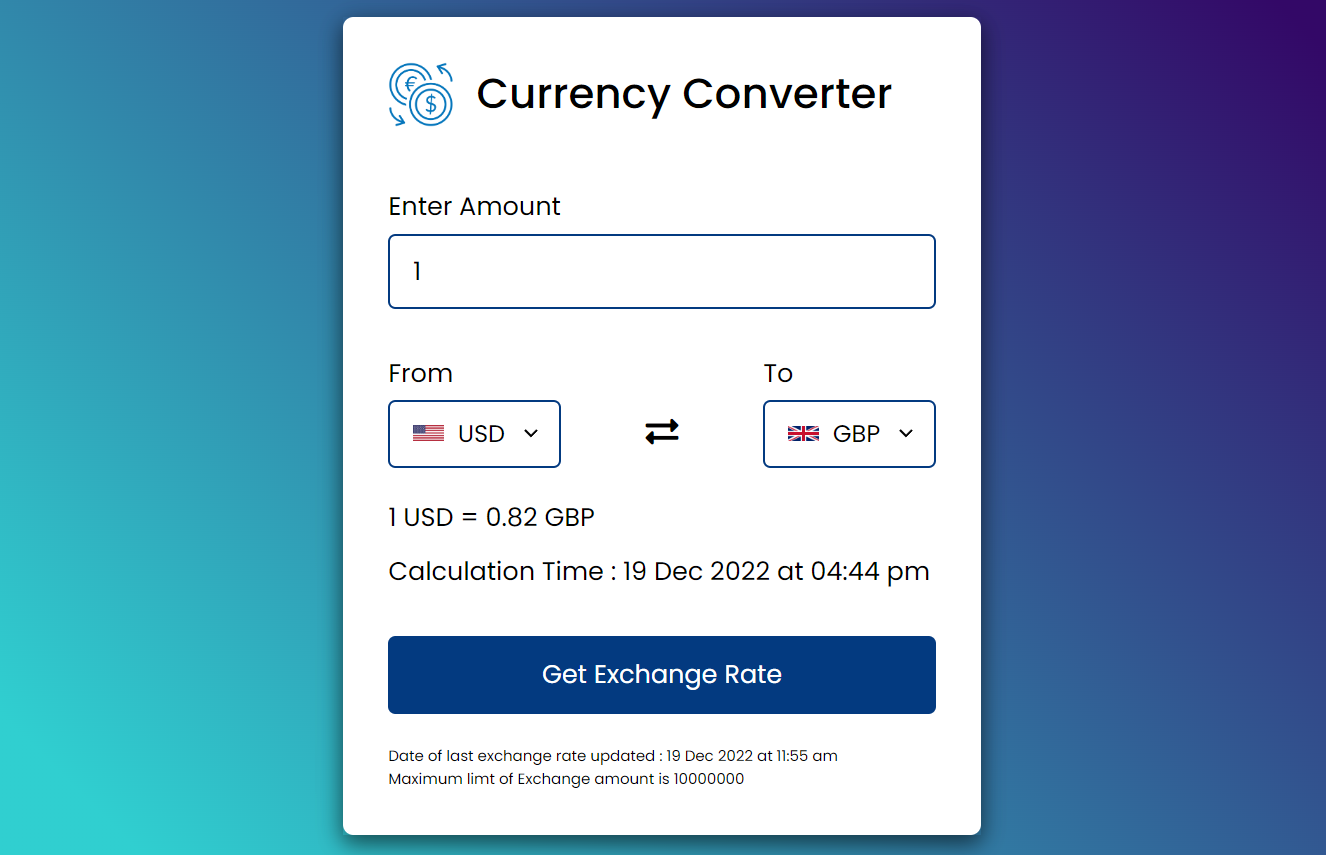 €
$
Currency Converter
Enter Amount
1
From
To
USD
GBP
1 USD = 0.82 GBP
Calculation Time : 19 Dec 2022 at 04:44 pm
Get Exchange Rate
Date of last exchange rate updated : 19 Dec 2022 at 11:55 am
Maximum limt of Exchange amount is 10000000